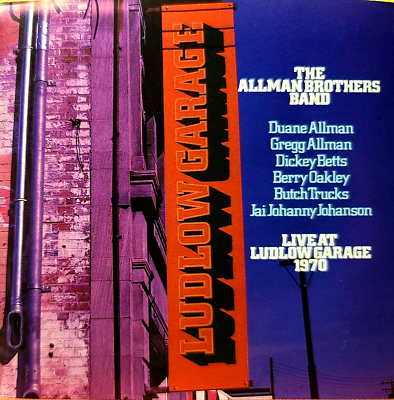 LUDLOW GARAGE
THE
ALLMAN BROTHERS
BAND
Duane Allman
Gregg Allman
Dickey Betts
Berry Oakley
Butch Trucks
Jai Johanny Johanson
LIVE AT
LUDLOW GARAGE
1970